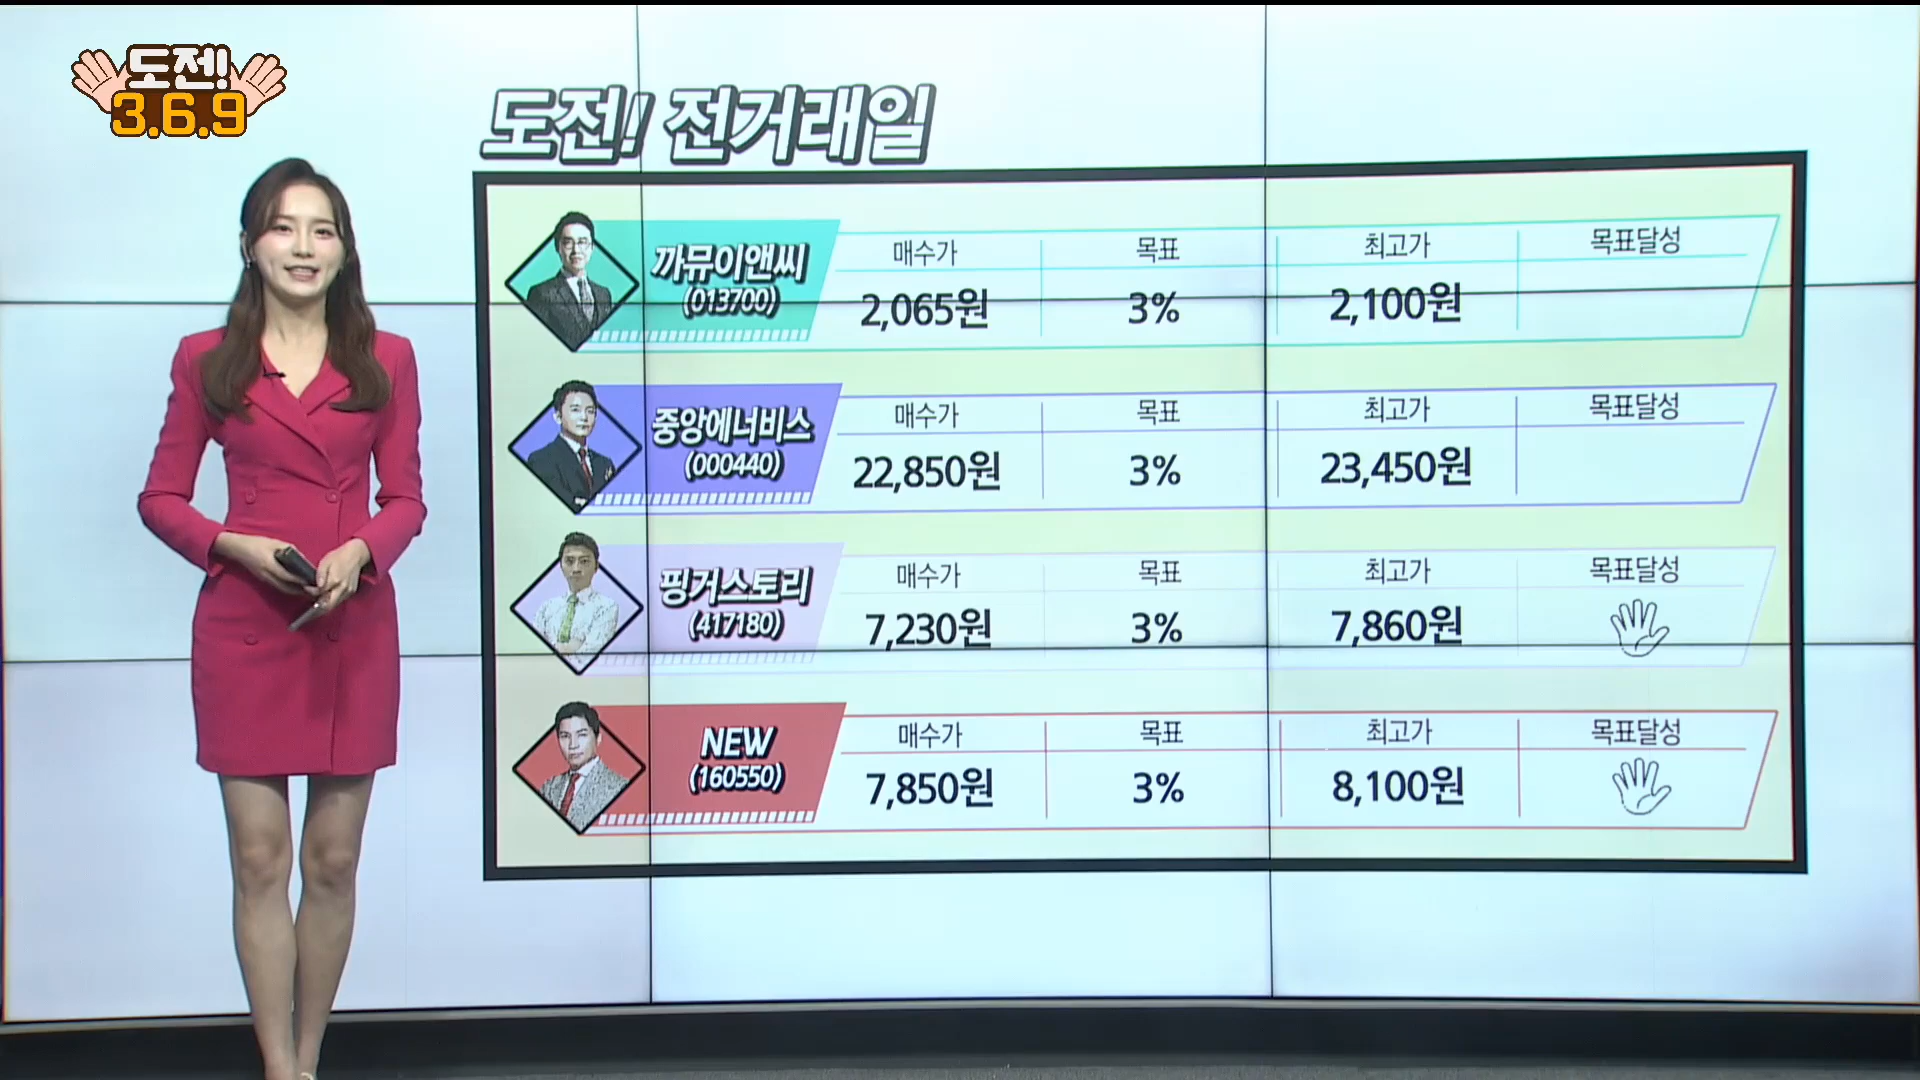 도젠!
3.6.9
도전! 전거래일
까뮤이앤씨
(013700)
매수가 목표 최고가 목표달성
2,065원 3% 2,100원
중앙에너비스
(000440)
매수가 목표 최고가 목표달성
22,850원 3% 23,450원
핑거스토리
(417180)
매수가 목표 최고가 목표달성
7,230원 3% 7,860원
NEW
(160550)
매수가 목표 최고가 목표달성
7,850원 3% 8,100원